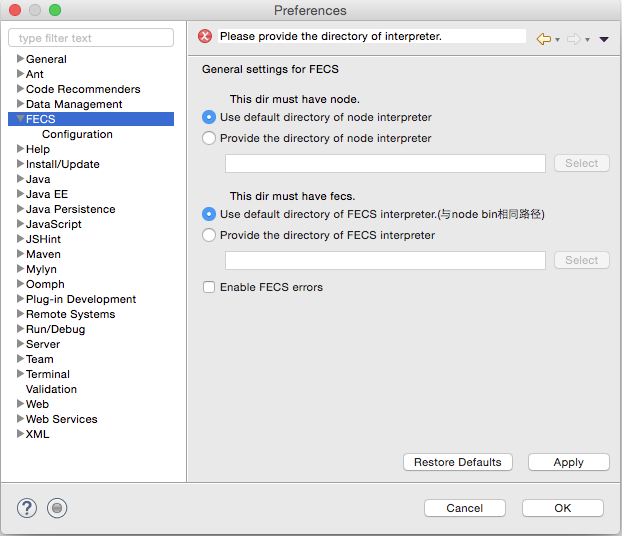 Preferences
type filter text
General
Ant
Code Recommenders
Data Management
FECS
Configuration
Help
Install/Update
Java
Java EE
Java Persistence
JavaScript
JSHint
Maven
Mylyn
Oomph
Plug-in Development
Remote Systems
Run/Debug
Server
Team
Terminal
Validation
Web
Web Services
XML
Please provide the directory of interpreter.
General settings for FECS
This dir must have node.
Use default directory of node interpreter
Provide the directory of node interpreter
Select
This dir must have fecs.
Use default directory of FECS interpreter.(与node bin相同路径)
Provide the directory of FECS interpreter
Select
Enable FECS errors
Restore Defaults
Apply
?
Cancel
OK